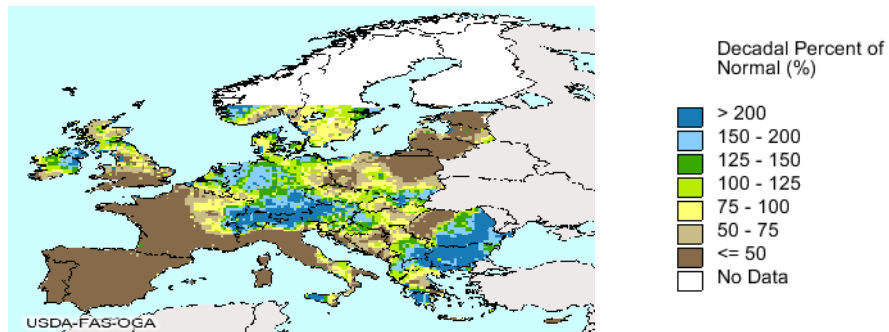 Decadal Percent of
Normal (%)
> 200
150 - 200
125 - 150
100 - 125
75 - 100
50 - 75
<= 50
No Data
USDA-FAS-OGA